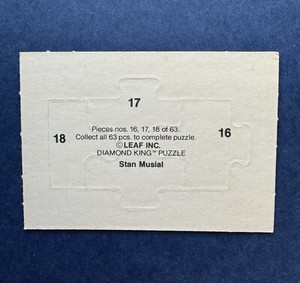 17
Pieces nos. 16, 17, 18 of 63.
Collect all 63 pcs. to complete puzzle.
18
16
©LEAF INC.
DIAMOND KING™ PUZZLE
Stan Musial